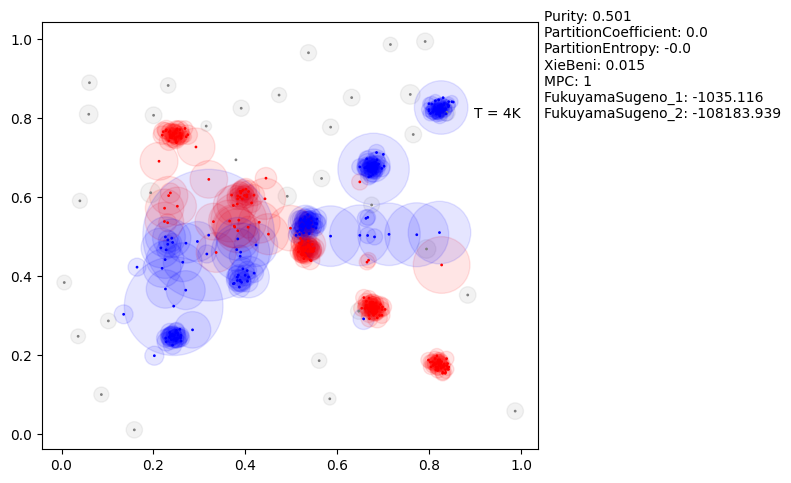 Purity: 0.501
PartitionCoefficient: 0.0
PartitionEntropy: -0.0
XieBeni: 0.015
MPC: 1
FukuyamaSugeno_1: -1035.116
FukuyamaSugeno_2: -108183.939
T = 4K
1.0
0.8
0.6
0.4
0.2
0.0
0.0 0.2 0.4 0.6 0.8 1.0